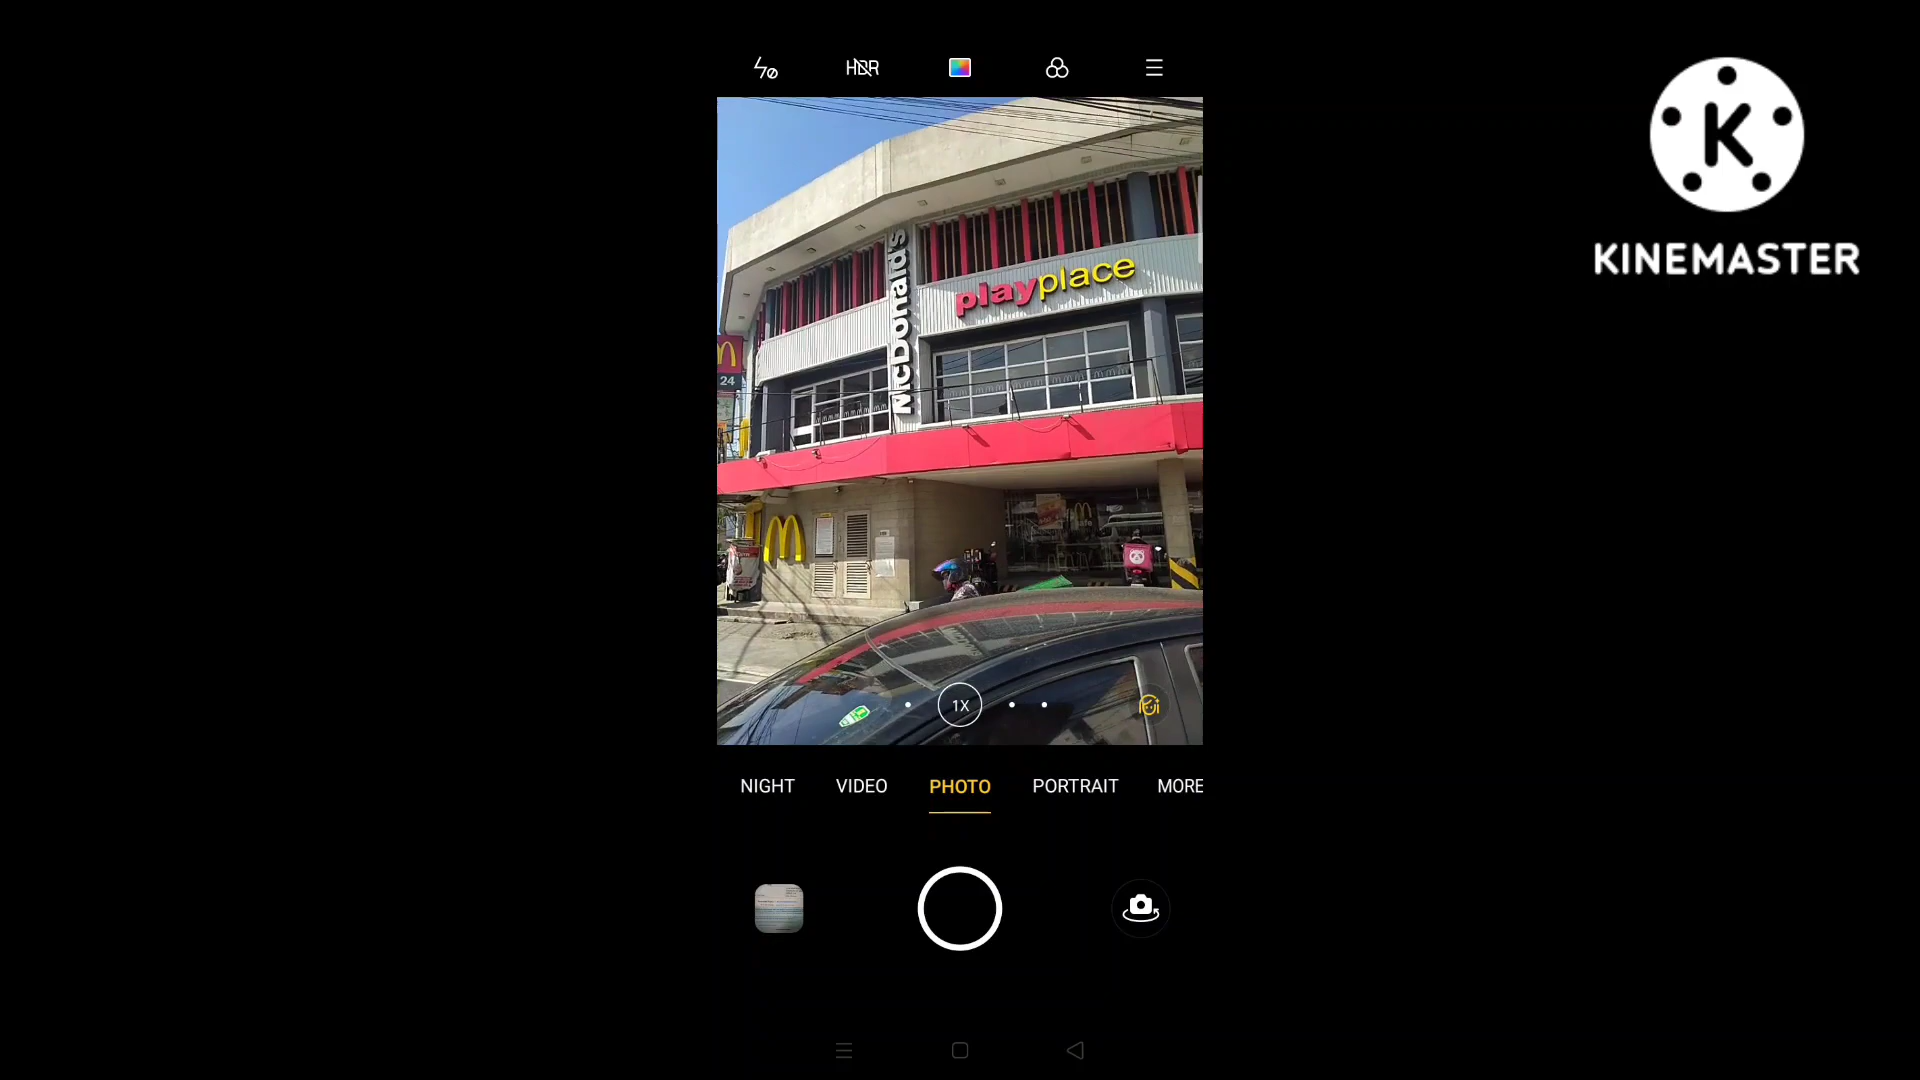 HDR
K
KINEMASTER
McDonald's
playplace
24
1X
NIGHT
VIDEO
PHOTO
PORTRAIT
MORE